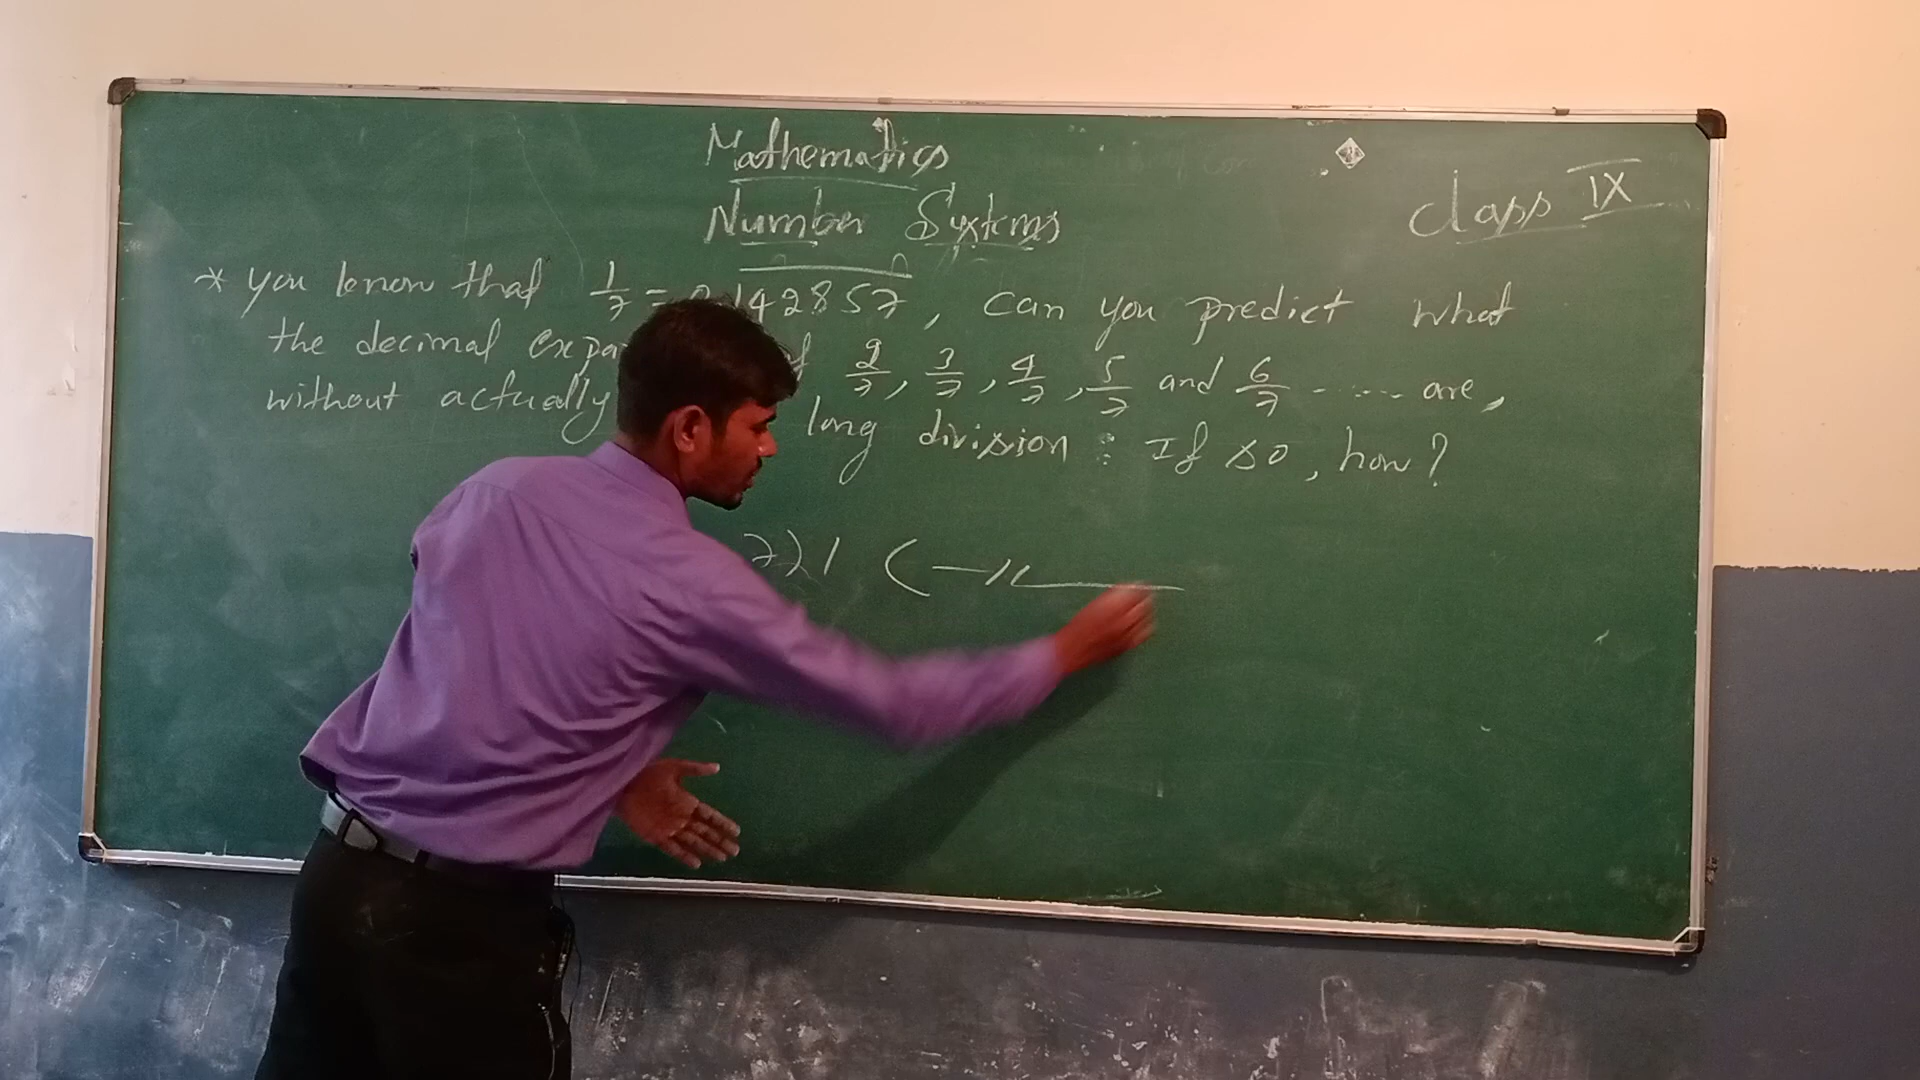 Mathematics
Number Systems
Class IX
* you know that 1/7 = 0.142857, can you predict what
the decimal expa 2/7, 3/7, 4/7, 5/7 and 6/7 ...... are,
without actually long division : If so, how?
7)1(